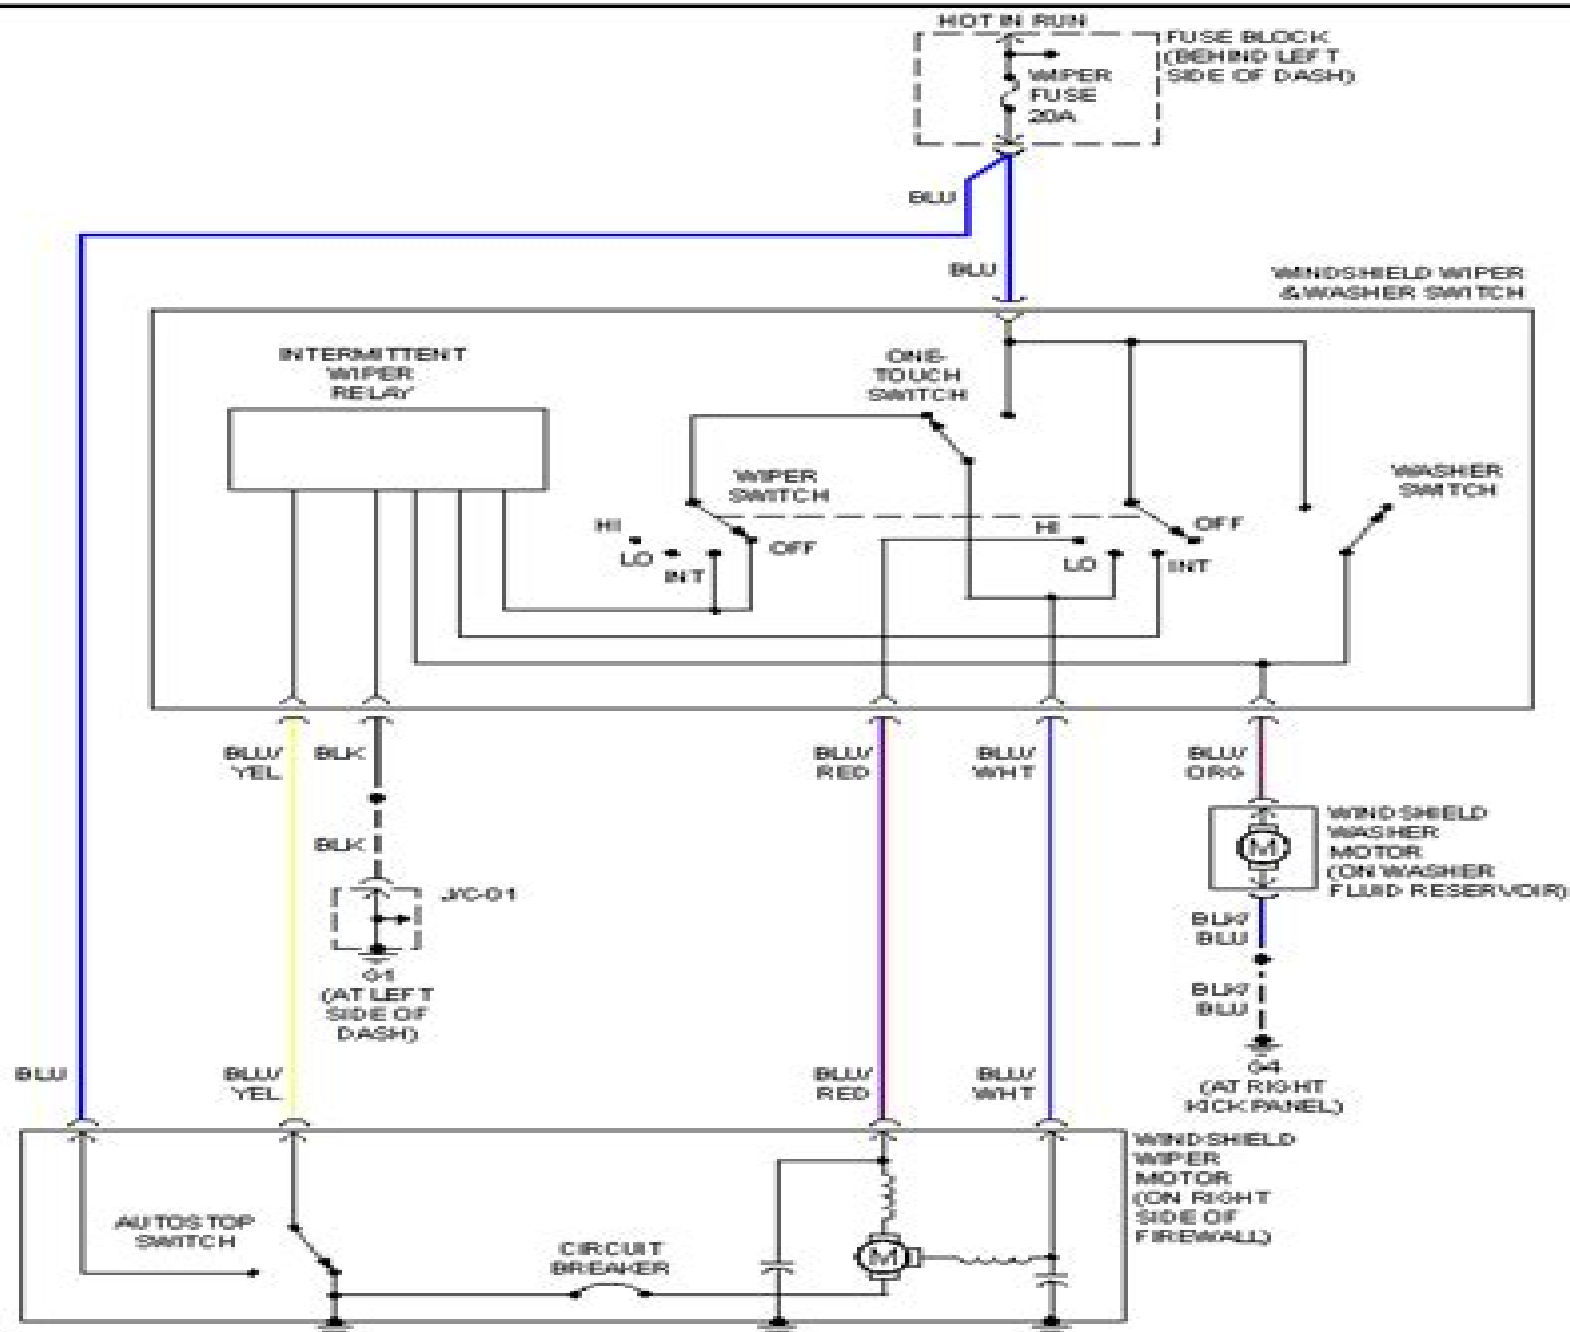 HOT IN RUN
FUSE BLOCK
(BEHIND LEFT
SIDE OF DASH)
WIPER
FUSE
20A
BLU
BLU
WINDSHIELD WIPER
& WASHER SWITCH
INTERMITTENT
WIPER
RELAY
ONE-
TOUCH
SWITCH
WIPER
SWITCH
WASHER
SWITCH
HI
LO
INT
OFF
HI
LO
INT
OFF
BLU/
YEL
BLK
BLU/
RED
BLU/
WHT
BLU/
ORG
BLK
J/C-01
G1
(AT LEFT
SIDE OF
DASH)
M
WINDSHIELD
WASHER
MOTOR
(ON WASHER
FLUID RESERVOIR)
BLK/
BLU
BLK/
BLU
G4
(AT RIGHT
KICK PANEL)
BLU
BLU/
YEL
BLU/
RED
BLU/
WHT
WINDSHIELD
WIPER
MOTOR
(ON RIGHT
SIDE OF
FIREWALL)
AUTOSTOP
SWITCH
CIRCUIT
BREAKER
M